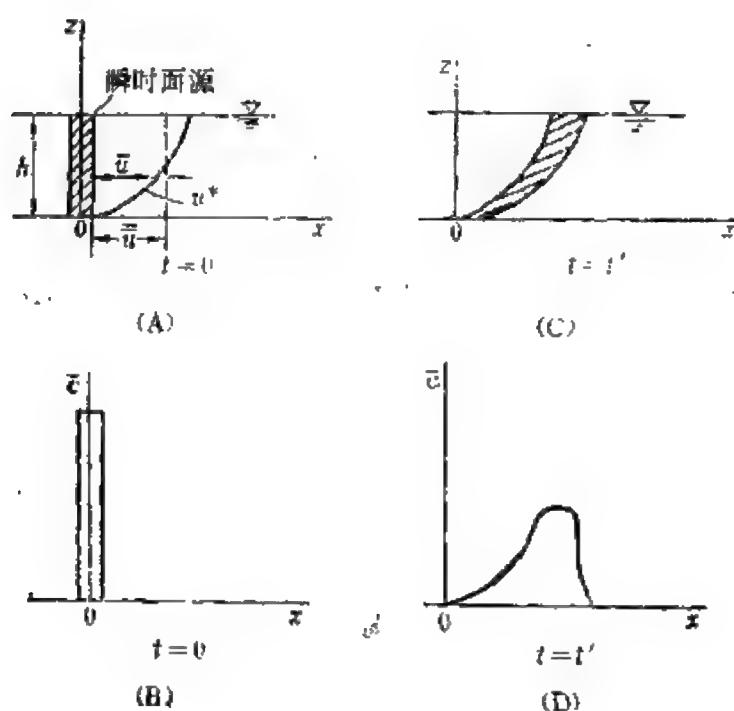 z
瞬时面源
h
ū
u*
0
x
t=0
(A)
z
0
x
t=t'
(C)
c̄
0
x
t=0
(B)
c̄
0
x
t=t'
(D)